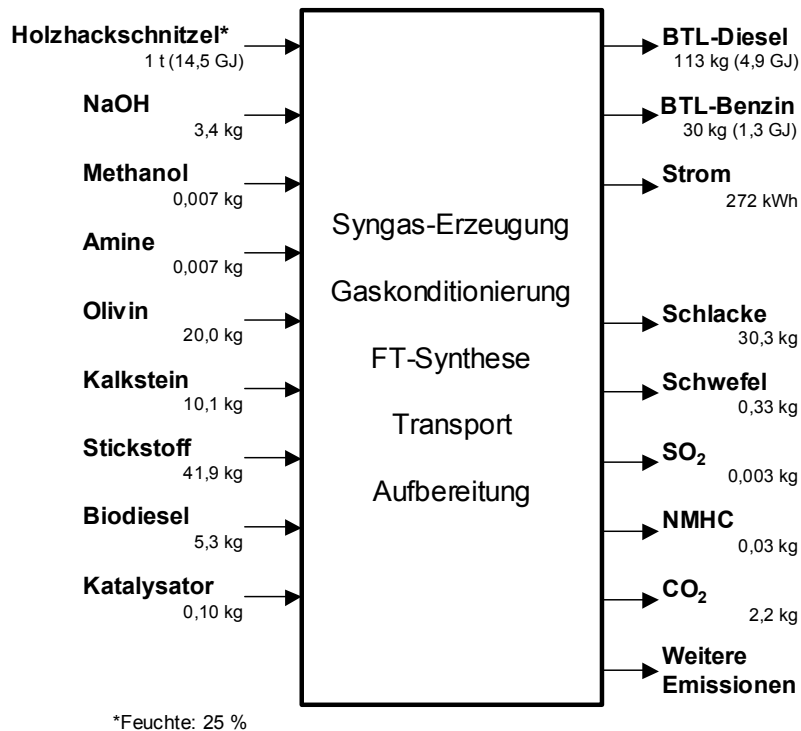 Holzhackschnitzel*
1 t (14,5 GJ)
NaOH
3,4 kg
Methanol
0,007 kg
Amine
0,007 kg
Olivin
20,0 kg
Kalkstein
10,1 kg
Stickstoff
41,9 kg
Biodiesel
5,3 kg
Katalysator
0,10 kg
*Feuchte: 25 %
Syngas-Erzeugung
Gaskonditionierung
FT-Synthese
Transport
Aufbereitung
BTL-Diesel
113 kg (4,9 GJ)
BTL-Benzin
30 kg (1,3 GJ)
Strom
272 kWh
Schlacke
30,3 kg
Schwefel
0,33 kg
SO₂
0,003 kg
NMHC
0,03 kg
CO₂
2,2 kg
Weitere
Emissionen